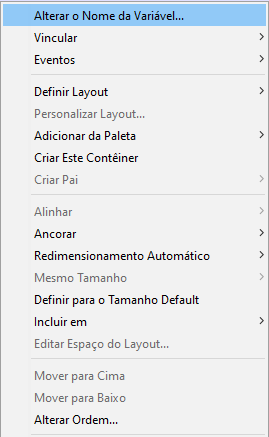 Alterar o Nome da Variável...
Vincular
Eventos
Definir Layout
Personalizar Layout...
Adicionar da Paleta
Criar Este Contêiner
Criar Pai
Alinhar
Ancorar
Redimensionamento Automático
Mesmo Tamanho
Definir para o Tamanho Default
Incluir em
Editar Espaço do Layout...
Mover para Cima
Mover para Baixo
Alterar Ordem...